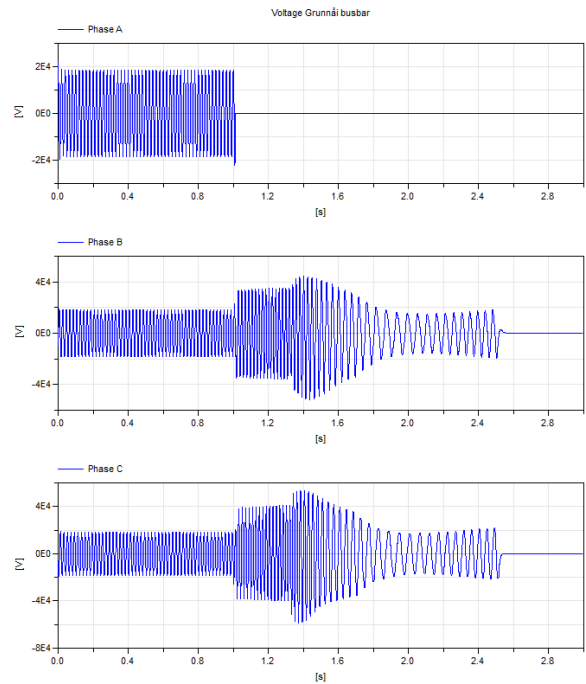 Voltage Grunnåi busbar
Phase A
2E4
0E0
-2E4
[V]
0.0 0.4 0.8 1.2 1.6 2.0 2.4 2.8
[s]
Phase B
4E4
0E0
-4E4
[V]
0.0 0.4 0.8 1.2 1.6 2.0 2.4 2.8
[s]
Phase C
4E4
0E0
-4E4
-8E4
[V]
0.0 0.4 0.8 1.2 1.6 2.0 2.4 2.8
[s]